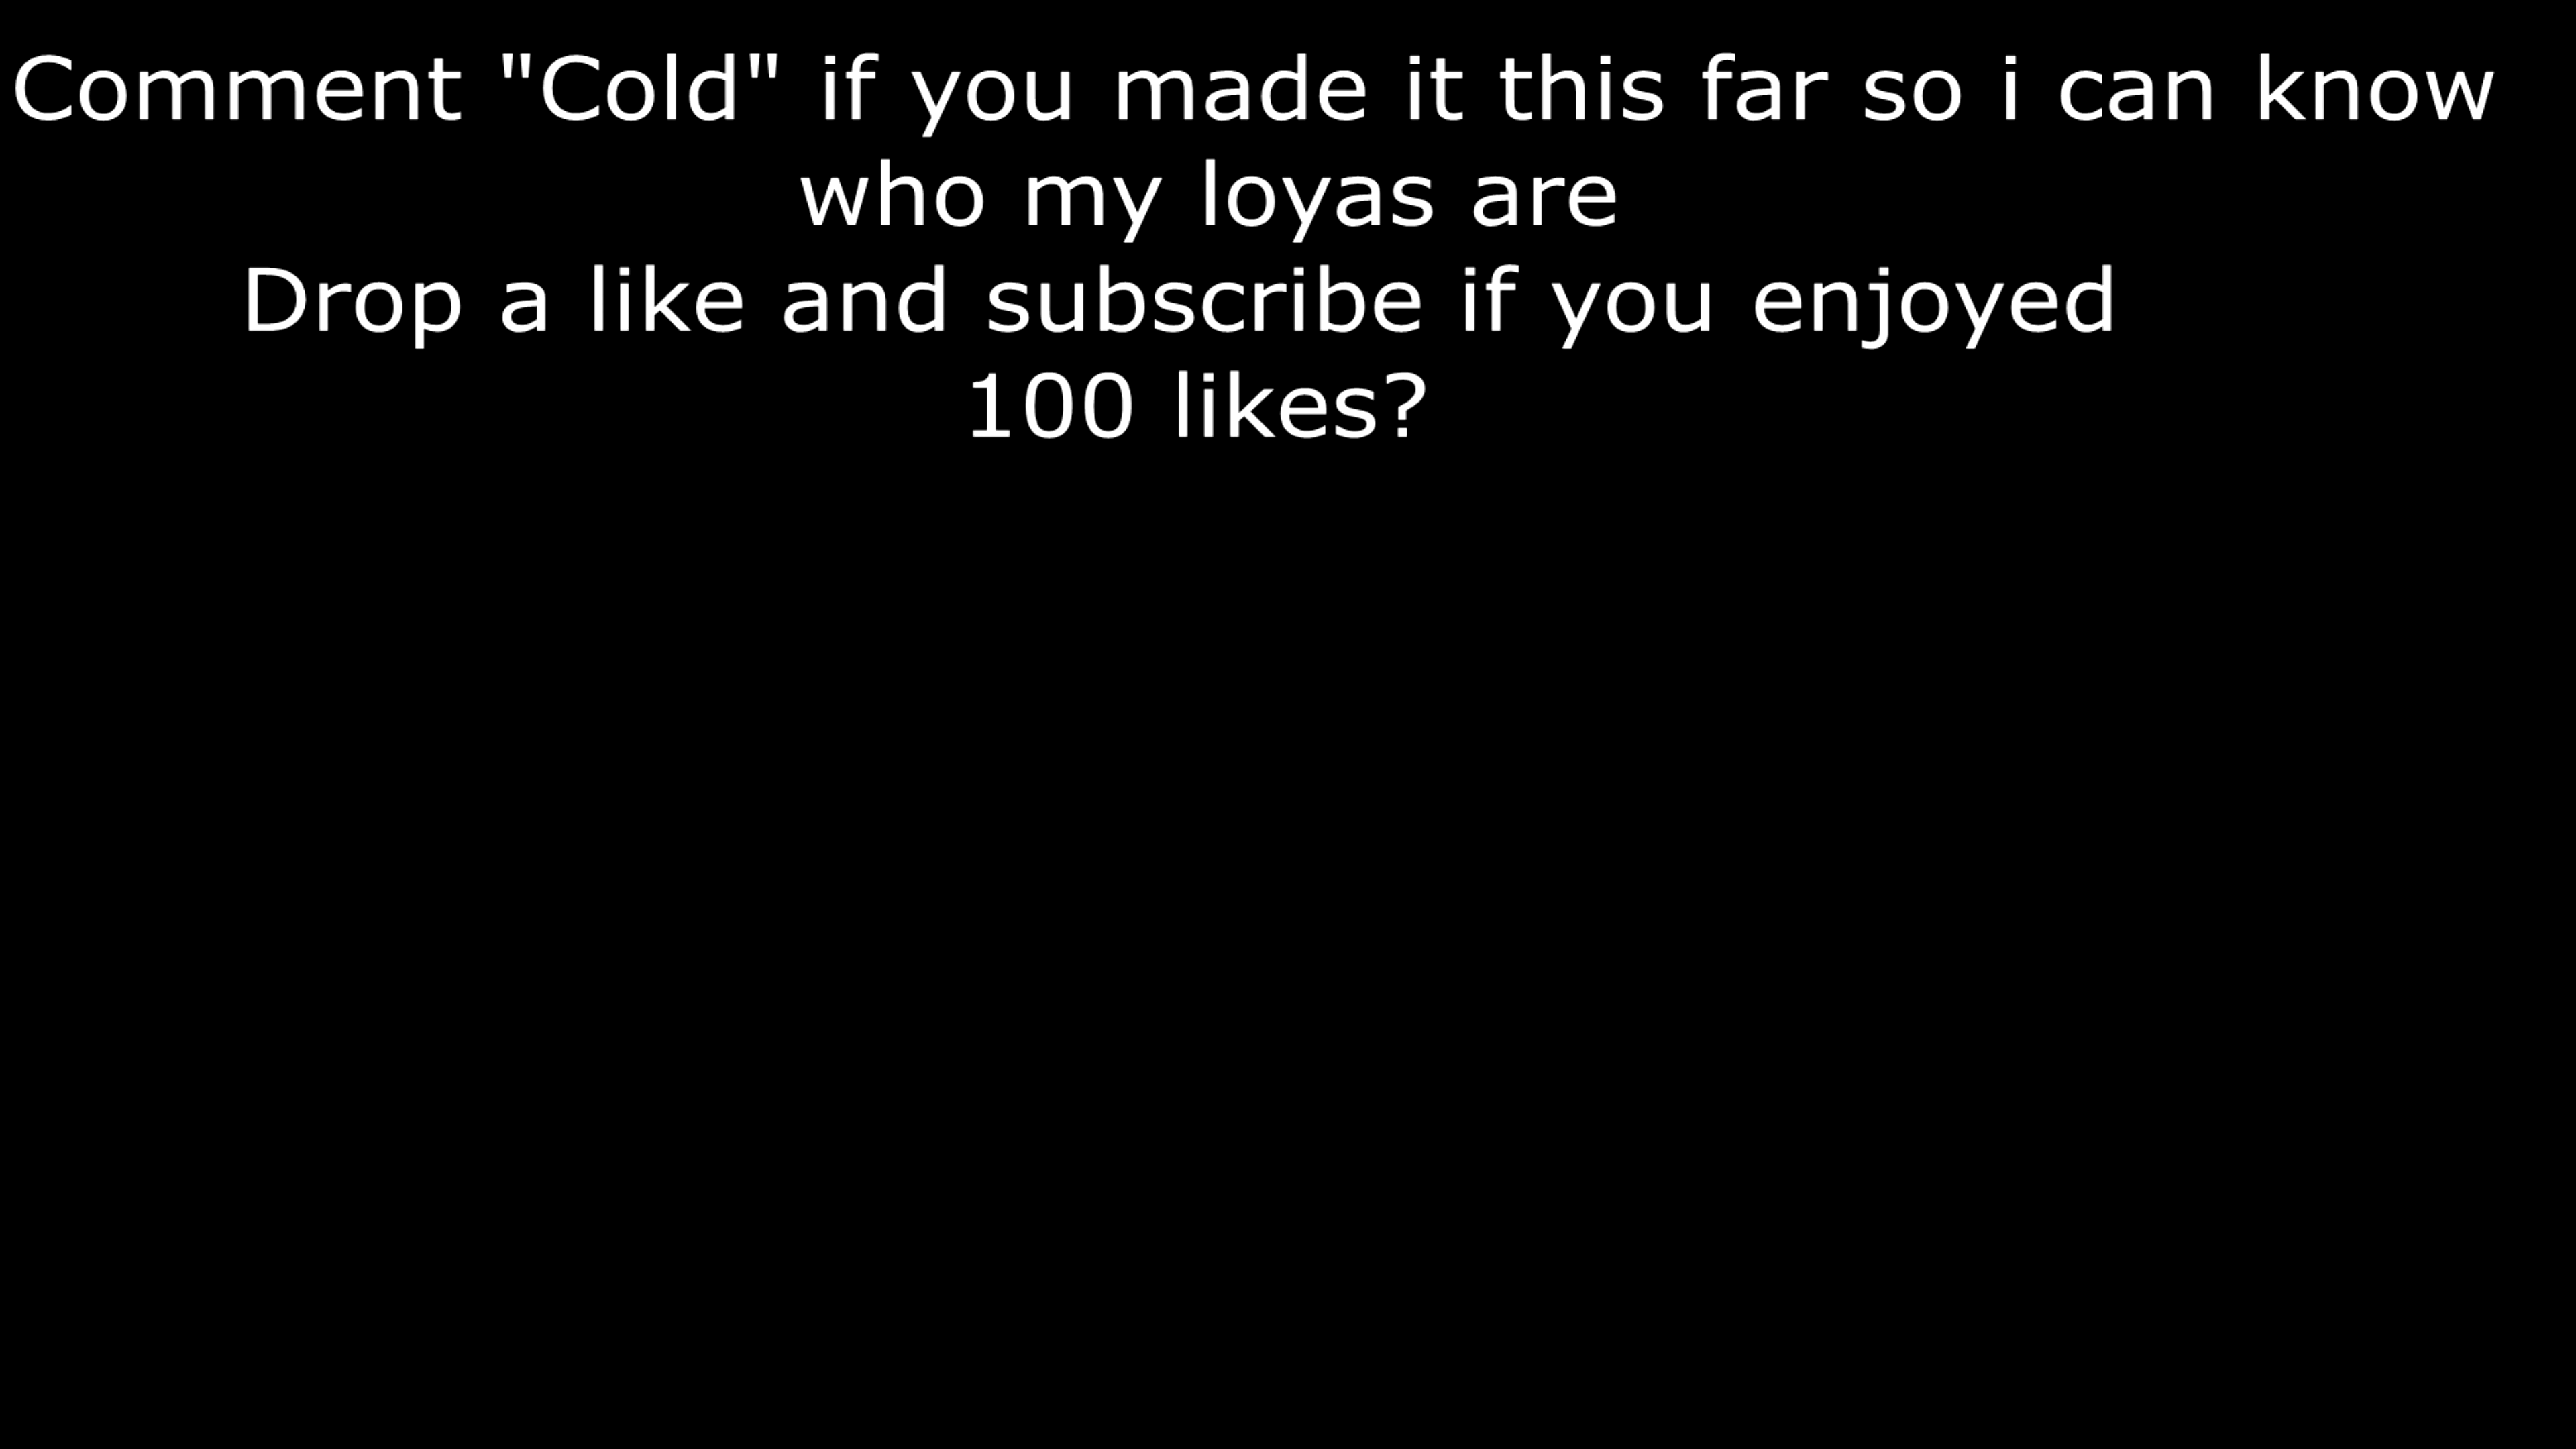 Comment "Cold" if you made it this far so i can know
who my loyas are
Drop a like and subscribe if you enjoyed
100 likes?